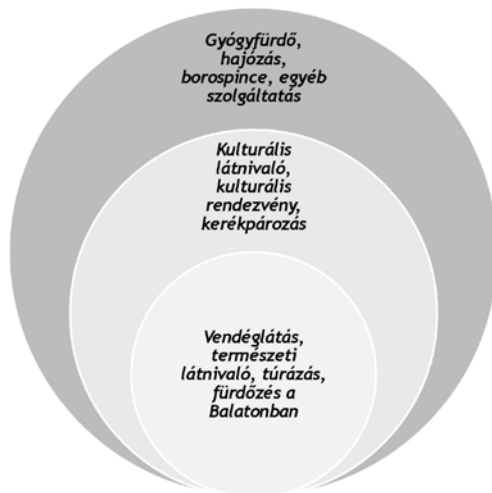 Gyógyfürdő,
hajózás,
borospince, egyéb
szolgáltatás
Kulturális
látnivaló,
kulturális
rendezvény,
kerékpározás
Vendéglátás,
természeti
látnivaló, túrázás,
fürdőzés a
Balatonban